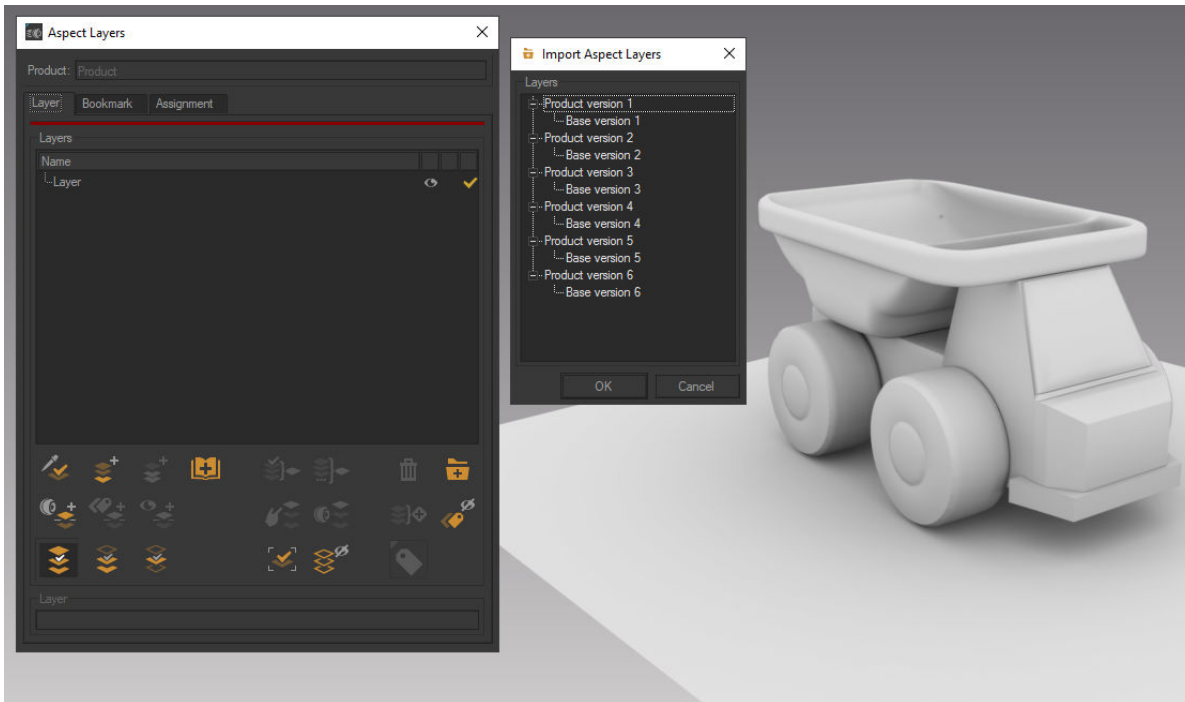 Aspect Layers
Product: Product
Layer Bookmark Assignment
Layers
Name
Layer
Layer
Import Aspect Layers
Layers
Product version 1
Base version 1
Product version 2
Base version 2
Product version 3
Base version 3
Product version 4
Base version 4
Product version 5
Base version 5
Product version 6
Base version 6
OK Cancel